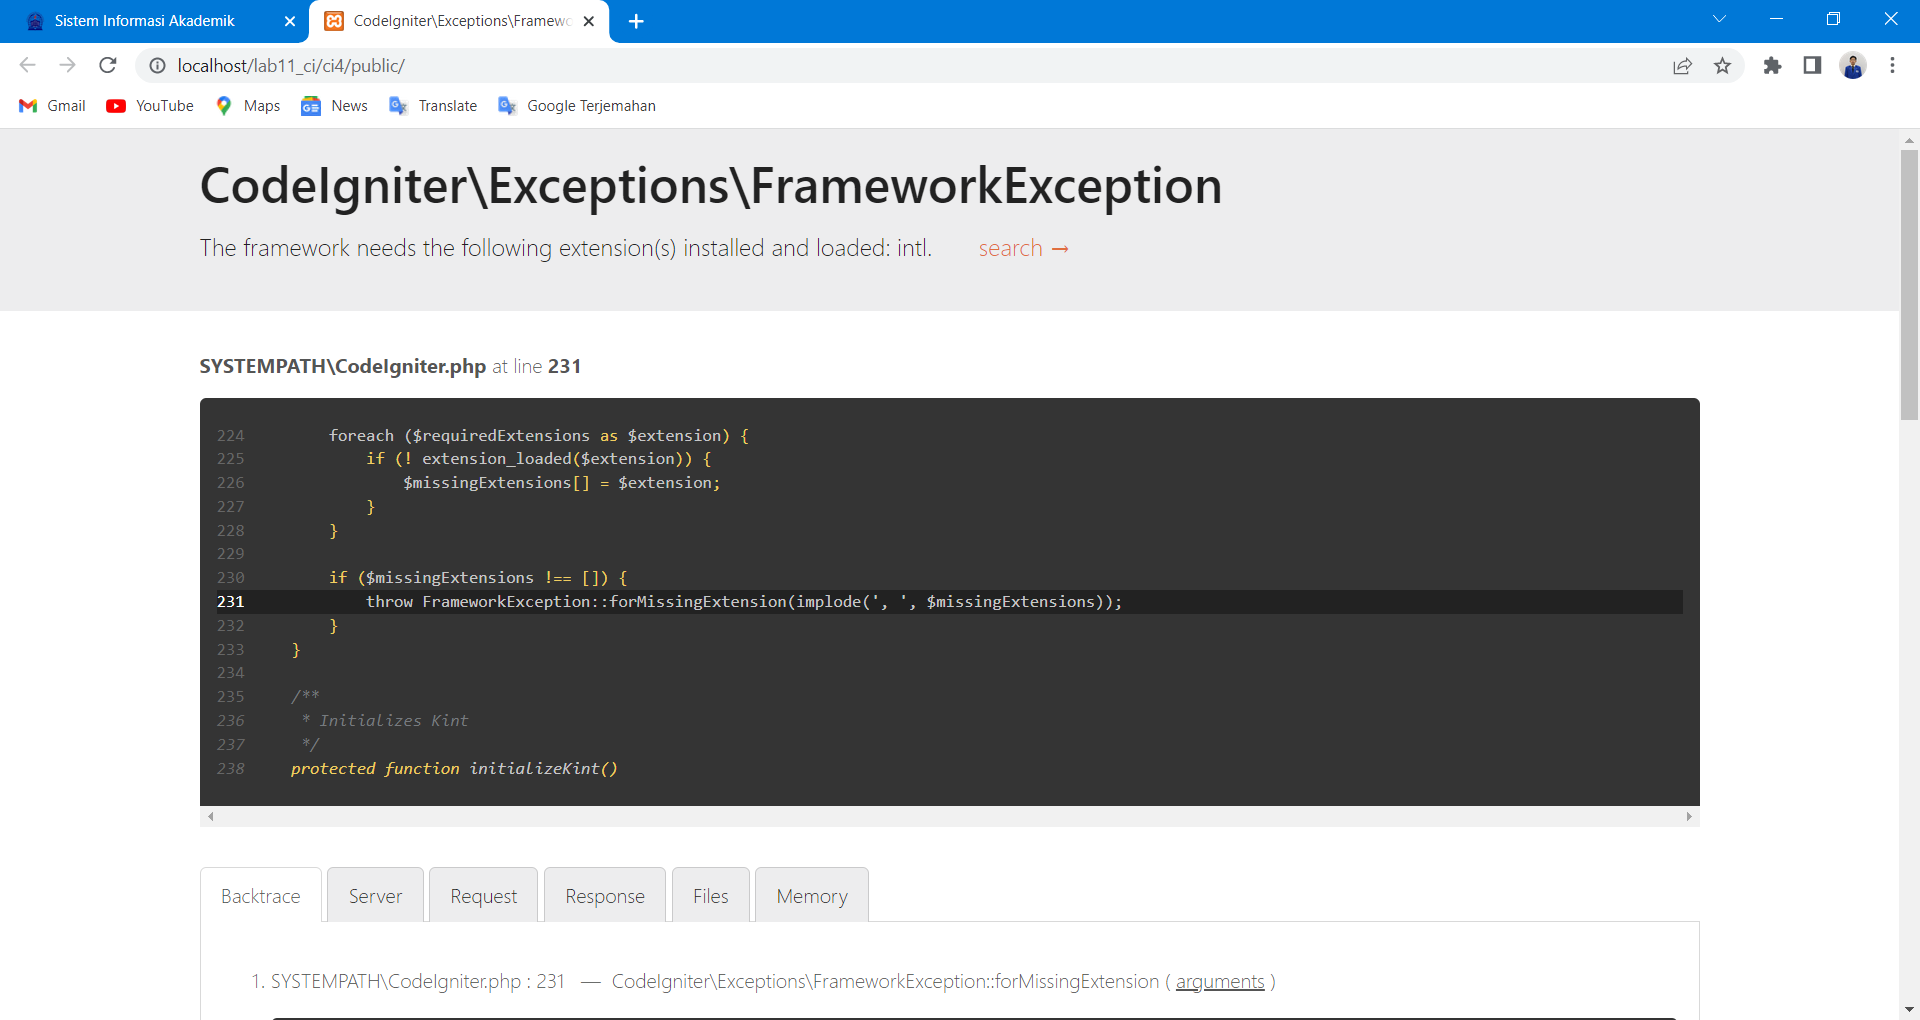 Sistem Informasi Akademik
CodeIgniter\Exceptions\Framewo
localhost/lab11_ci/ci4/public/
Gmail YouTube Maps News Translate Google Terjemahan
CodeIgniter\Exceptions\FrameworkException
The framework needs the following extension(s) installed and loaded: intl. search →
SYSTEMPATH\CodeIgniter.php at line 231
224         foreach ($requiredExtensions as $extension) {
225             if (! extension_loaded($extension)) {
226                 $missingExtensions[] = $extension;
227             }
228         }
229
230         if ($missingExtensions !== []) {
231             throw FrameworkException::forMissingExtension(implode(', ', $missingExtensions));
232         }
233     }
234
235     /**
236      * Initializes Kint
237      */
238     protected function initializeKint()
Backtrace Server Request Response Files Memory
1. SYSTEMPATH\CodeIgniter.php : 231 — CodeIgniter\Exceptions\FrameworkException::forMissingExtension ( arguments )